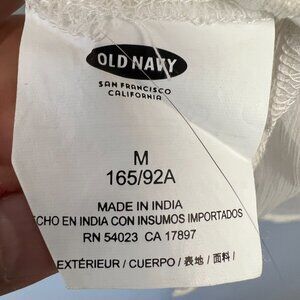 OLD NAVY
SAN FRANCISCO
CALIFORNIA
M
165/92A
MADE IN INDIA
ECHO EN INDIA CON INSUMOS IMPORTADOS
RN 54023 CA 17897
EXTÉRIEUR / CUERPO / 表地 / 面料 /